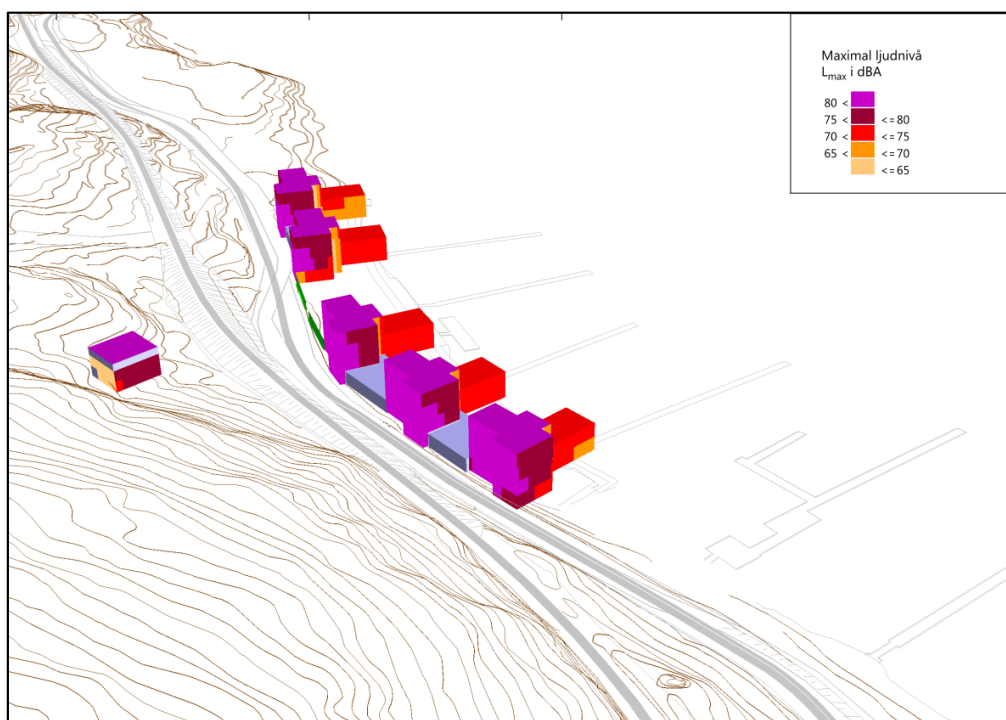 Maximal ljudnivå
Lmax i dBA
80 <
75 < <= 80
70 < <= 75
65 < <= 70
<= 65